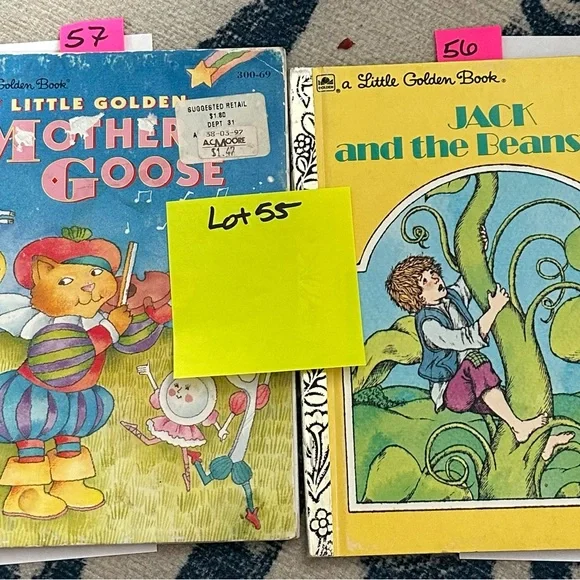 57
Golden Book®
300-69
LITTLE GOLDEN
MOTHER
GOOSE
SUGGESTED RETAIL
$1.80
DEPT 31
A 38-03-97
A.C. MOORE
$1.47
Lot 55
56
GOLDEN
a Little Golden Book®
JACK
and the Beans